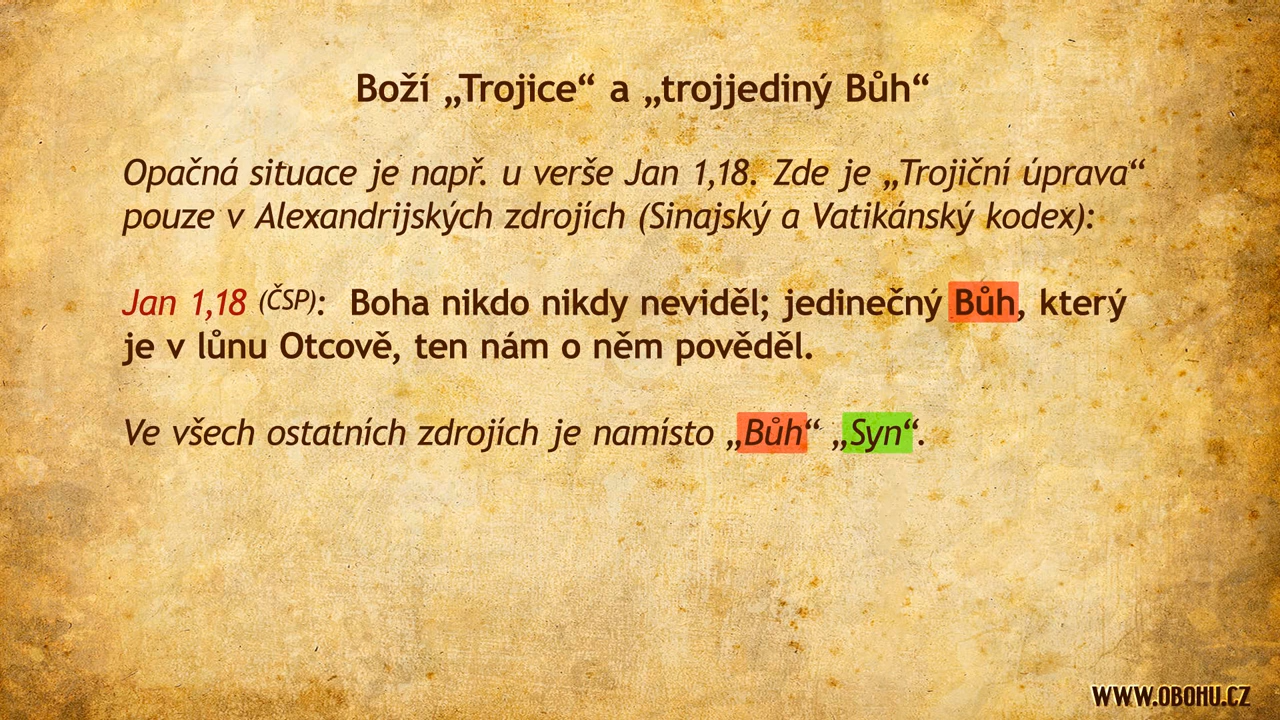 Boží „Trojice“ a „trojjediný Bůh“
Opačná situace je např. u verše Jan 1,18. Zde je „Trojiční úprava“
pouze v Alexandrijských zdrojích (Sinajský a Vatikánský kodex):
Jan 1,18 (ČSP): Boha nikdo nikdy neviděl; jedinečný Bůh, který
je v lůnu Otcově, ten nám o něm pověděl.
Ve všech ostatních zdrojích je namísto „Bůh“ „Syn“.
WWW.OBOHU.CZ